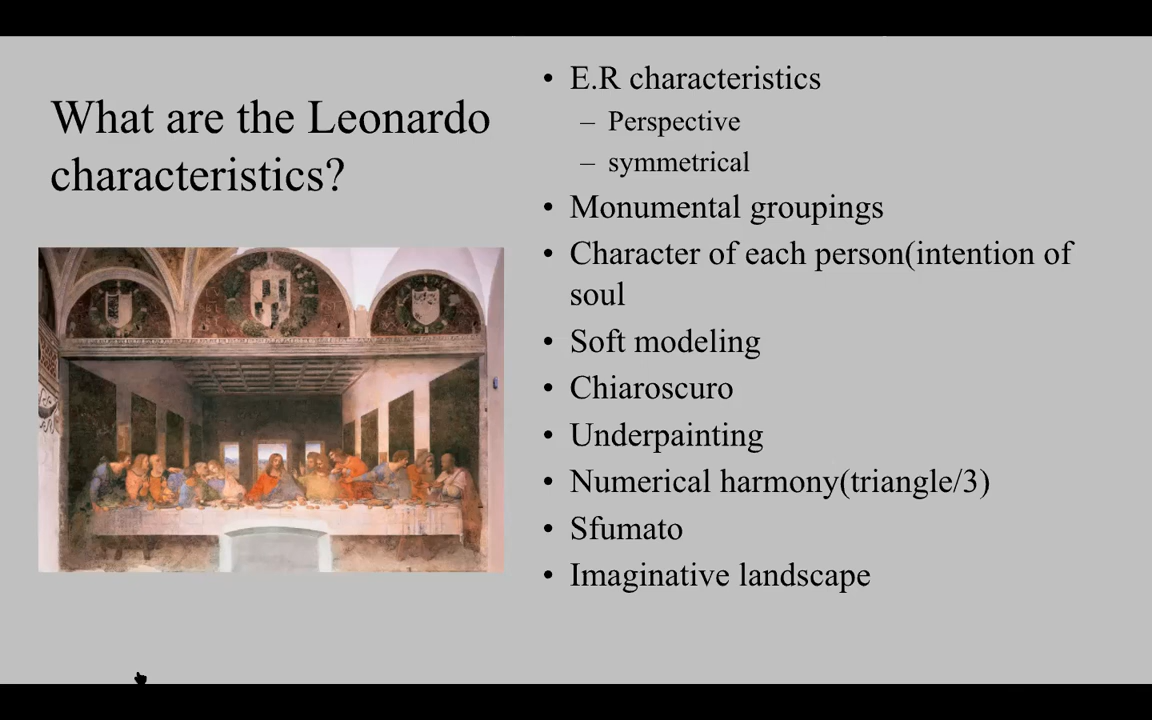 What are the Leonardo
characteristics?
• E.R characteristics
– Perspective
– symmetrical
• Monumental groupings
• Character of each person(intention of
soul
• Soft modeling
• Chiaroscuro
• Underpainting
• Numerical harmony(triangle/3)
• Sfumato
• Imaginative landscape